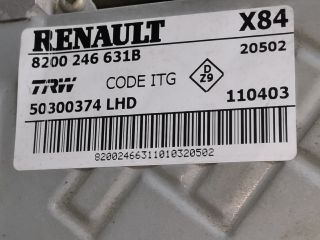 RENAULT X84
8200 246 631B 20502
TRW CODE ITG D Z9
50300374 LHD 110403
82002466311010320502